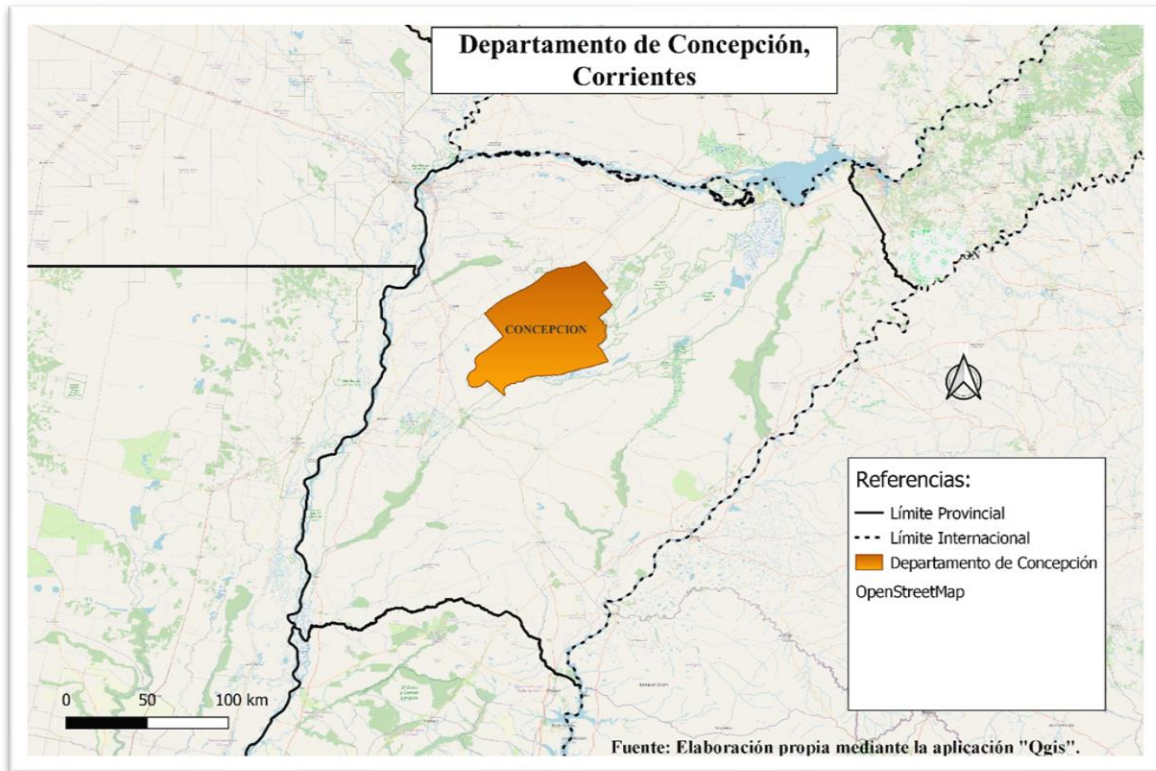 Departamento de Concepción,
Corrientes
CONCEPCION
Referencias:
Límite Provincial
Límite Internacional
Departamento de Concepción
OpenStreetMap
0 50 100 km
Fuente: Elaboración propia mediante la aplicación "Qgis".